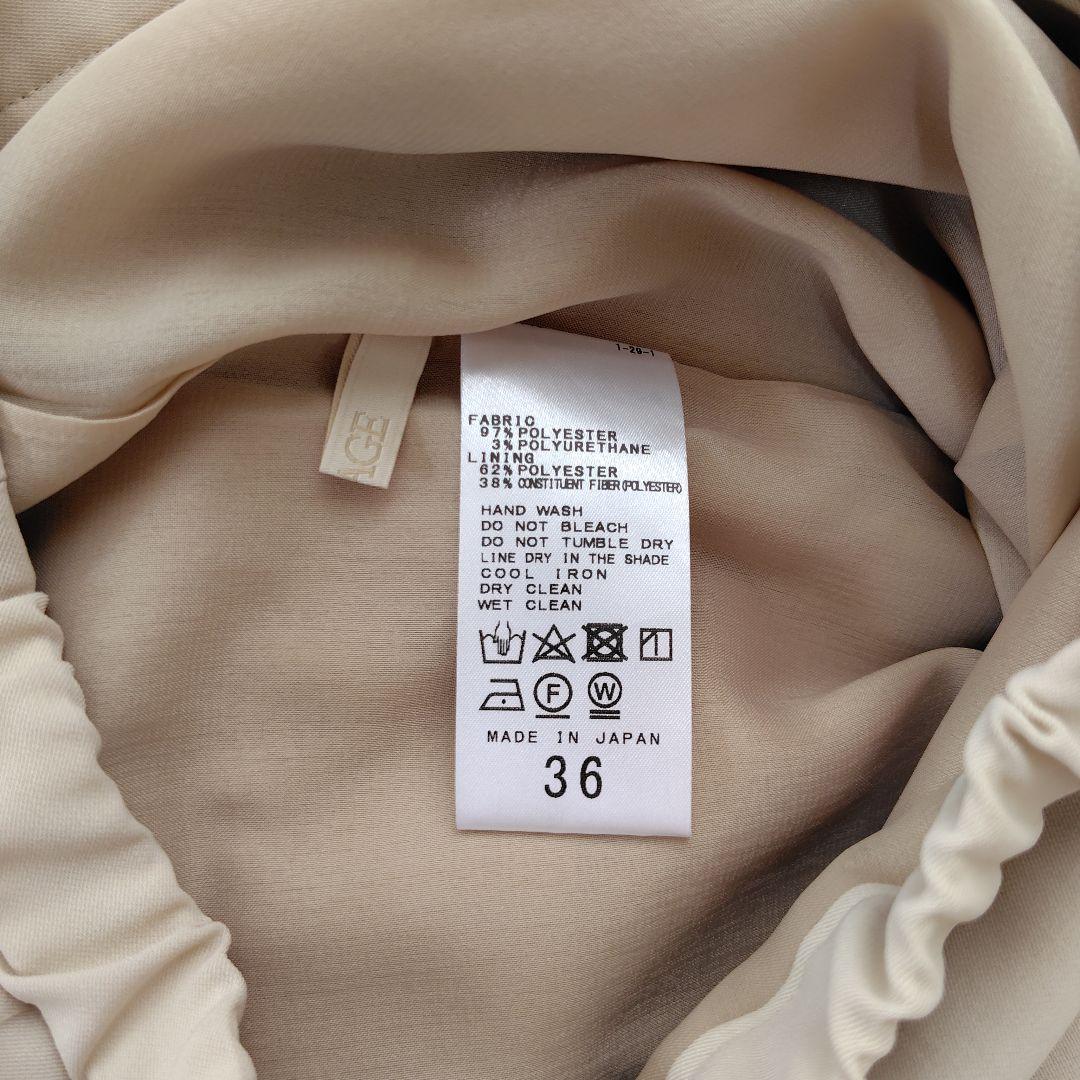 1-29-1
FABRIC
97% POLYESTER
3% POLYURETHANE
LINING
62% POLYESTER
38% CONSTITUENT FIBER(POLYESTER)
HAND WASH
DO NOT BLEACH
DO NOT TUMBLE DRY
LINE DRY IN THE SHADE
COOL IRON
DRY CLEAN
WET CLEAN
F W
MADE IN JAPAN
36